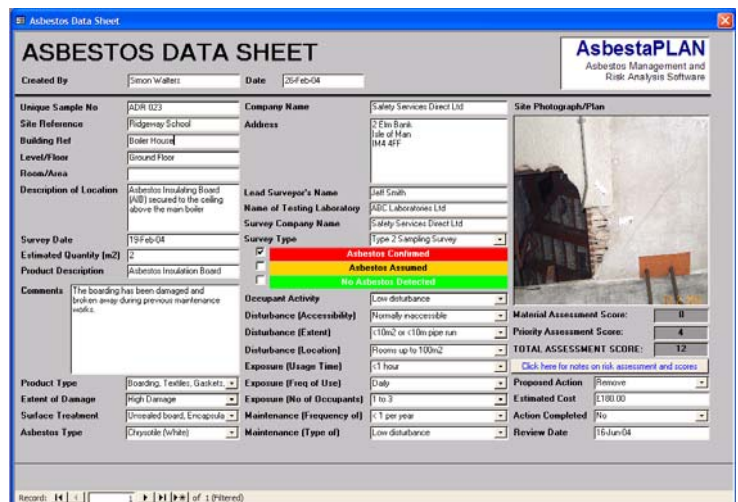 Asbestos Data Sheet
ASBESTOS DATA SHEET
AsbestaPLAN
Asbestos Management and
Risk Analysis Software
Created By Simon Walters Date 26-Feb-04
Unique Sample No ADR 023
Site Reference Ridgeway School
Building Ref Boiler House
Level/Floor Ground Floor
Room/Area
Description of Location Asbestos Insulating Board
(AIB) secured to the ceiling
above the main boiler
Survey Date 19-Feb-04
Estimated Quantity (m2) 2
Product Description Asbestos Insulation Board
Comments The boarding has been damaged and
broken away during previous maintenance
works.
Product Type Boarding, Textiles, Gaskets,
Extent of Damage High Damage
Surface Treatment Unsealed board, Encapsula
Asbestos Type Chrysotile (White)
Company Name Safety Services Direct Ltd
Address 2 Elm Bank
Isle of Man
IM4 4FF
Lead Surveyor's Name Jeff Smith
Name of Testing Laboratory ABC Laboratories Ltd
Survey Company Name Safety Services Direct Ltd
Survey Type Type 2 Sampling Survey
Asbestos Confirmed
Asbestos Assumed
No Asbestos Detected
Occupant Activity Low disturbance
Disturbance (Accessibility) Normally inaccessible
Disturbance (Extent) <10m2 or <10m pipe run
Disturbance (Location) Rooms up to 100m2
Exposure (Usage Time) <1 hour
Exposure (Freq of Use) Daily
Exposure (No of Occupants) 1 to 3
Maintenance (Frequency of) < 1 per year
Maintenance (Type of) Low disturbance
Site Photograph/Plan
Material Assessment Score: 8
Priority Assessment Score: 4
TOTAL ASSESSMENT SCORE: 12
Click here for notes on risk assessment and scores
Proposed Action Remove
Estimated Cost £180.00
Action Completed No
Review Date 16-Jun-04
Record: 1 of 1 (Filtered)